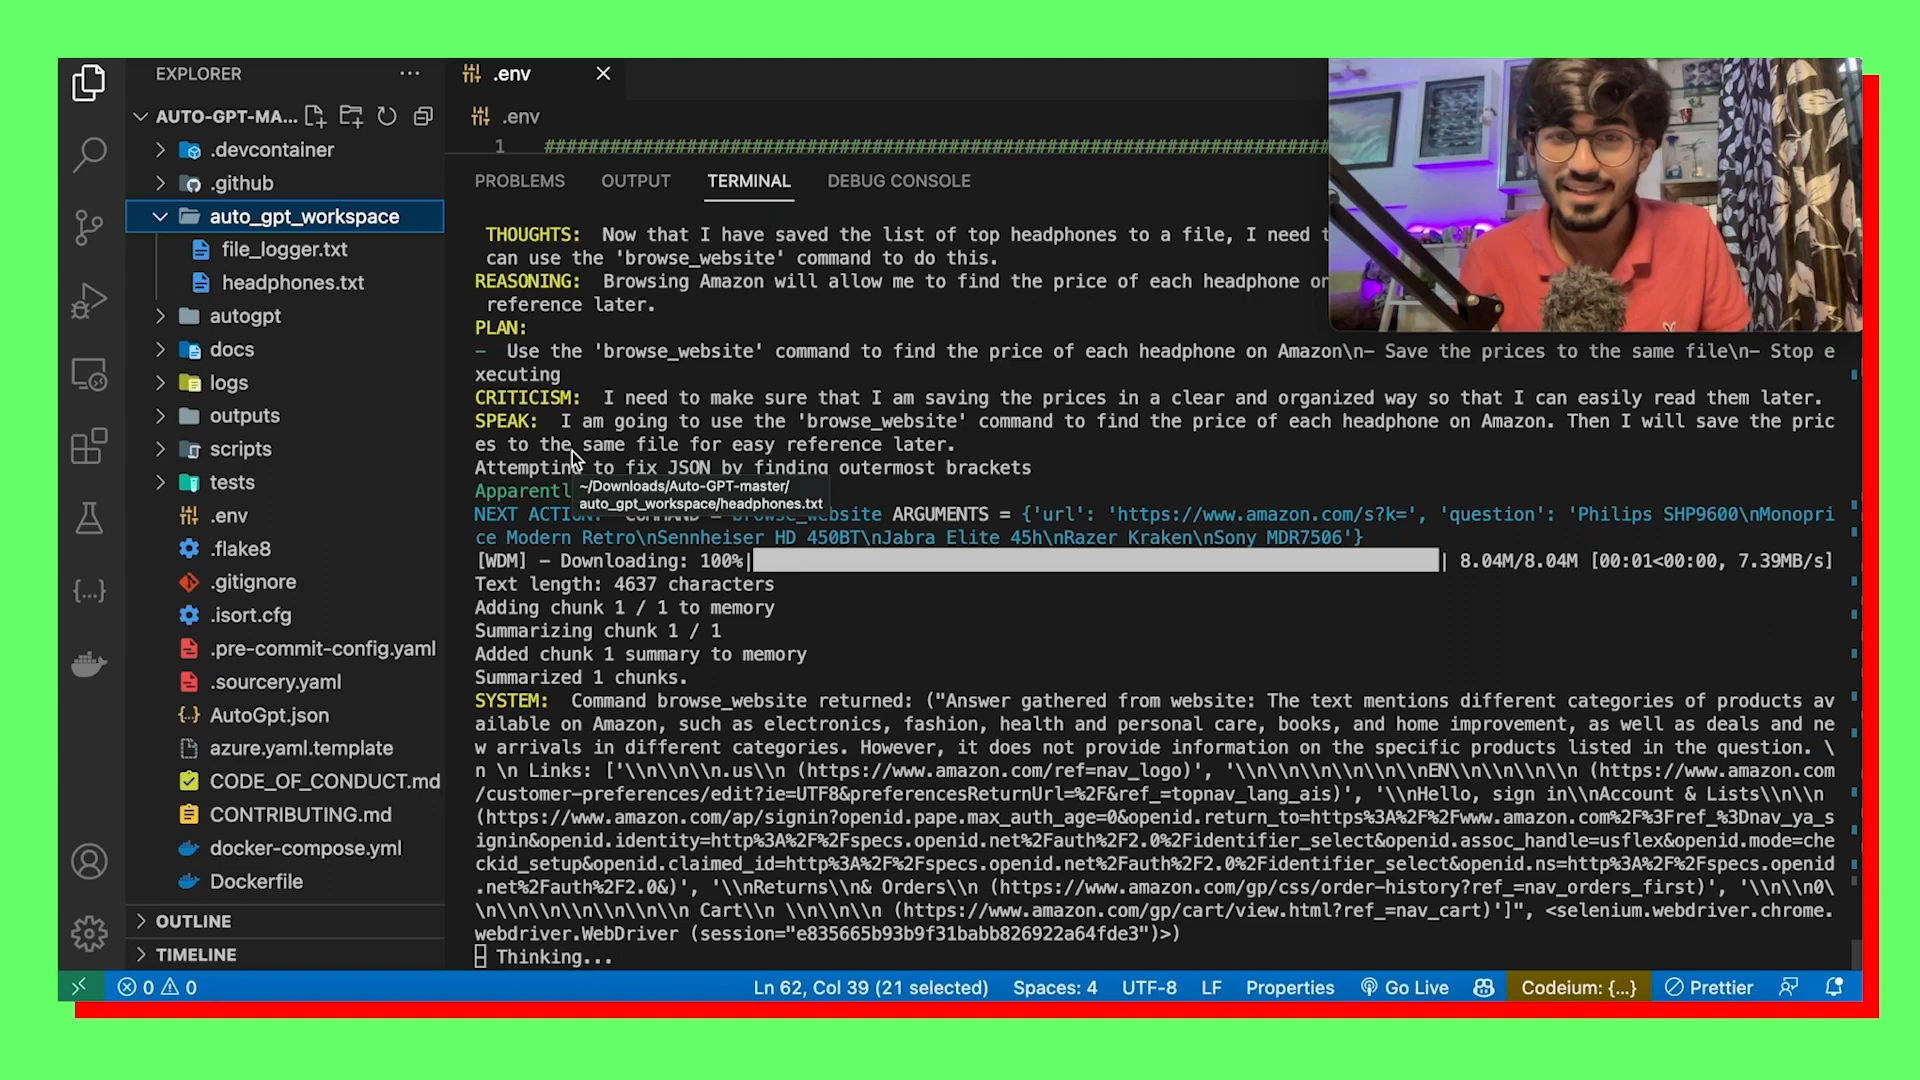 EXPLORER
AUTO-GPT-MA...
.devcontainer
.github
auto_gpt_workspace
file_logger.txt
headphones.txt
autogpt
docs
logs
outputs
scripts
tests
.env
.flake8
.gitignore
.isort.cfg
.pre-commit-config.yaml
.sourcery.yaml
AutoGpt.json
azure.yaml.template
CODE_OF_CONDUCT.md
CONTRIBUTING.md
docker-compose.yml
Dockerfile
OUTLINE
TIMELINE
.env
.env
1 ##########################################################################
PROBLEMS OUTPUT TERMINAL DEBUG CONSOLE
THOUGHTS: Now that I have saved the list of top headphones to a file, I need
can use the 'browse_website' command to do this.
REASONING: Browsing Amazon will allow me to find the price of each headphone
reference later.
PLAN:
- Use the 'browse_website' command to find the price of each headphone on Amazon\n- Save the prices to the same file\n- Stop e
xecuting
CRITICISM: I need to make sure that I am saving the prices in a clear and organized way so that I can easily read them later.
SPEAK: I am going to use the 'browse_website' command to find the price of each headphone on Amazon. Then I will save the pric
es to the same file for easy reference later.
Attempting to fix JSON by finding outermost brackets
Apparentl
~/Downloads/Auto-GPT-master/
auto_gpt_workspace/headphones.txt
NEXT ACTION: COMMAND = browse_website ARGUMENTS = {'url': 'https://www.amazon.com/s?k=', 'question': 'Philips SHP9600\nMonopri
ce Modern Retro\nSennheiser HD 450BT\nJabra Elite 45h\nRazer Kraken\nSony MDR7506'}
[WDM] - Downloading: 100%| | 8.04M/8.04M [00:01<00:00, 7.39MB/s]
Text length: 4637 characters
Adding chunk 1 / 1 to memory
Summarizing chunk 1 / 1
Added chunk 1 summary to memory
Summarized 1 chunks.
SYSTEM: Command browse_website returned: ("Answer gathered from website: The text mentions different categories of products av
ailable on Amazon, such as electronics, fashion, health and personal care, books, and home improvement, as well as deals and ne
w arrivals in different categories. However, it does not provide information on the specific products listed in the question. \
n \n Links: ['\\n\\n\\n.us\\n (https://www.amazon.com/ref=nav_logo)', '\\n\\n\\n\\n\\n\\nEN\\n\\n\\n\\n (https://www.amazon.com
/customer-preferences/edit?ie=UTF8&preferencesReturnUrl=%2F&ref_=topnav_lang_ais)', '\\nHello, sign in\\nAccount & Lists\\n\\n
(https://www.amazon.com/ap/signin?openid.pape.max_auth_age=0&openid.return_to=https%3A%2F%2Fwww.amazon.com%2F%3Fref_%3Dnav_ya_s
ignin&openid.identity=http%3A%2F%2Fspecs.openid.net%2Fauth%2F2.0%2Fidentifier_select&openid.assoc_handle=usflex&openid.mode=che
ckid_setup&openid.claimed_id=http%3A%2F%2Fspecs.openid.net%2Fauth%2F2.0%2Fidentifier_select&openid.ns=http%3A%2F%2Fspecs.openid
.net%2Fauth%2F2.0&)', '\\nReturns\\n& Orders\\n (https://www.amazon.com/gp/css/order-history?ref_=nav_orders_first)', '\\n\\n0\
\n\\n\\n\\n\\n\\n\\n Cart\\n \\n\\n\\n (https://www.amazon.com/gp/cart/view.html?ref_=nav_cart)']", <selenium.webdriver.chrome.
webdriver.WebDriver (session="e835665b93b9f31babb826922a64fde3")>)
Thinking...
0 0 Ln 62, Col 39 (21 selected) Spaces: 4 UTF-8 LF Properties Go Live Codeium: {...} Prettier